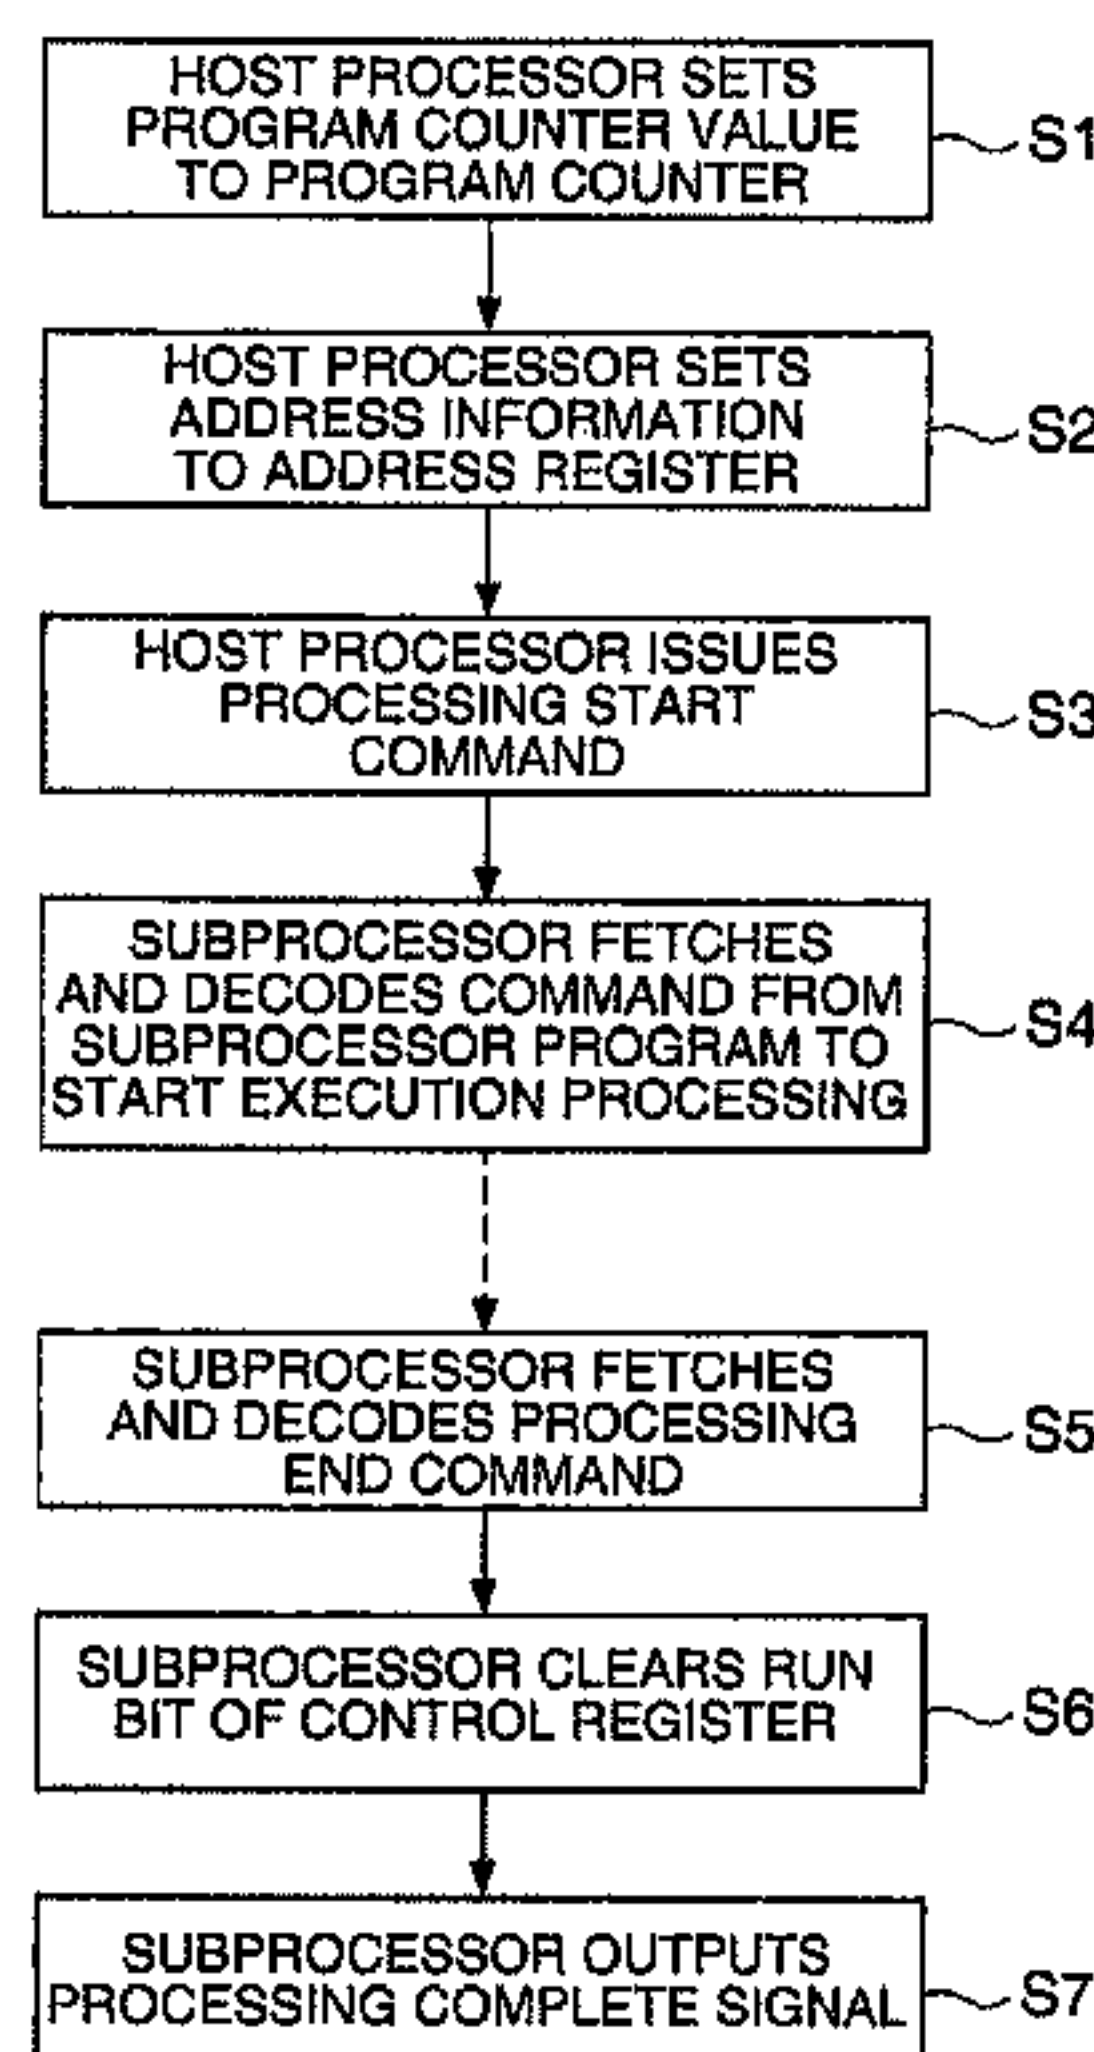 HOST PROCESSOR SETS
PROGRAM COUNTER VALUE
TO PROGRAM COUNTER
S1
HOST PROCESSOR SETS
ADDRESS INFORMATION
TO ADDRESS REGISTER
S2
HOST PROCESSOR ISSUES
PROCESSING START
COMMAND
S3
SUBPROCESSOR FETCHES
AND DECODES COMMAND FROM
SUBPROCESSOR PROGRAM TO
START EXECUTION PROCESSING
S4
SUBPROCESSOR FETCHES
AND DECODES PROCESSING
END COMMAND
S5
SUBPROCESSOR CLEARS RUN
BIT OF CONTROL REGISTER
S6
SUBPROCESSOR OUTPUTS
PROCESSING COMPLETE SIGNAL
S7